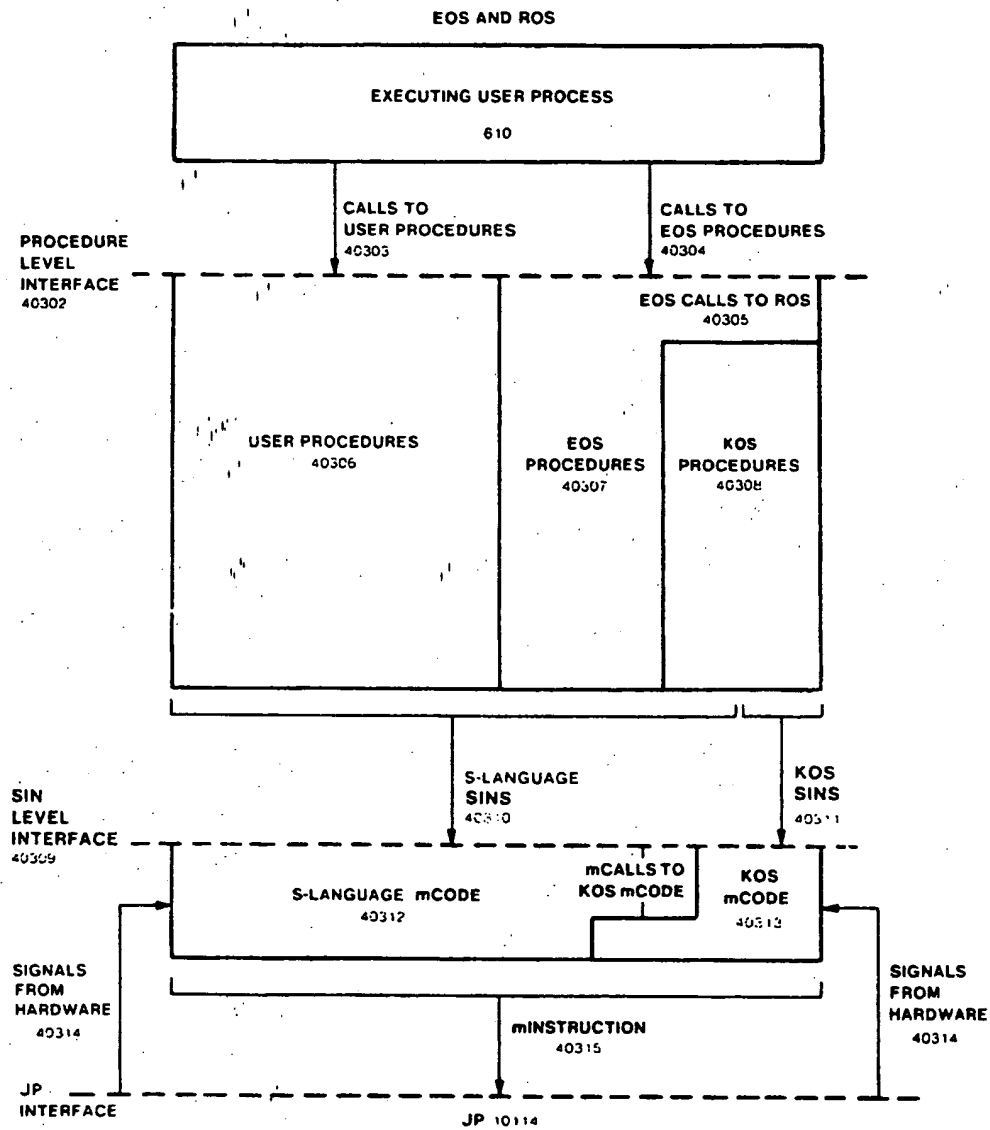 EOS AND ROS
EXECUTING USER PROCESS
610
CALLS TO
USER PROCEDURES
40303
CALLS TO
EOS PROCEDURES
40304
PROCEDURE
LEVEL
INTERFACE
40302
EOS CALLS TO ROS
40305
USER PROCEDURES
40306
EOS
PROCEDURES
40307
KOS
PROCEDURES
40308
S-LANGUAGE
SINS
40310
KOS
SINS
40311
SIN
LEVEL
INTERFACE
40309
S-LANGUAGE mCODE
40312
mCALLS TO
KOS mCODE
KOS
mCODE
40313
SIGNALS
FROM
HARDWARE
40314
mINSTRUCTION
40315
SIGNALS
FROM
HARDWARE
40314
JP
INTERFACE
JP 10114